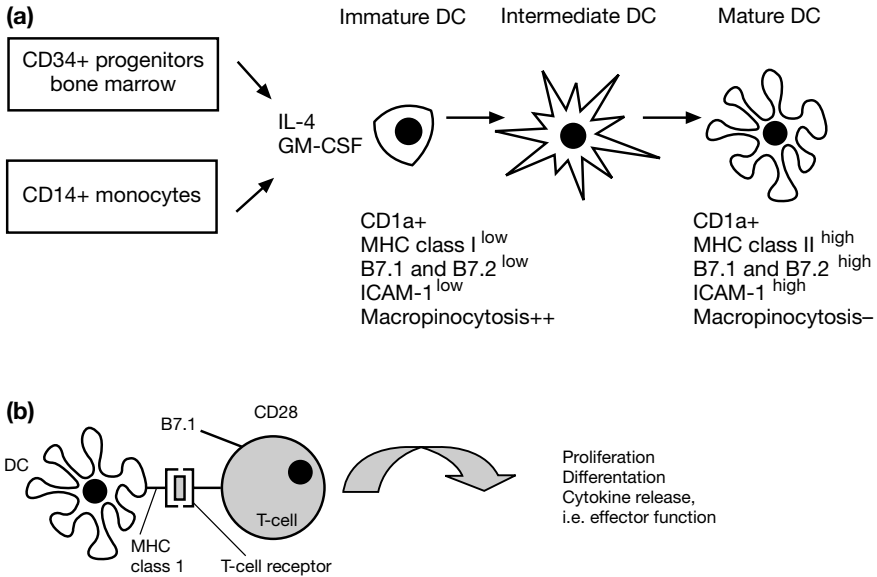 (a)
Immature DC
Intermediate DC
Mature DC
CD34+ progenitors
bone marrow
IL-4
GM-CSF
CD14+ monocytes
CD1a+
MHC class I low
B7.1 and B7.2 low
ICAM-1 low
Macropinocytosis++
CD1a+
MHC class II high
B7.1 and B7.2 high
ICAM-1 high
Macropinocytosis–
(b)
CD28
B7.1
DC
T-cell
MHC
class 1
T-cell receptor
Proliferation
Differentation
Cytokine release,
i.e. effector function